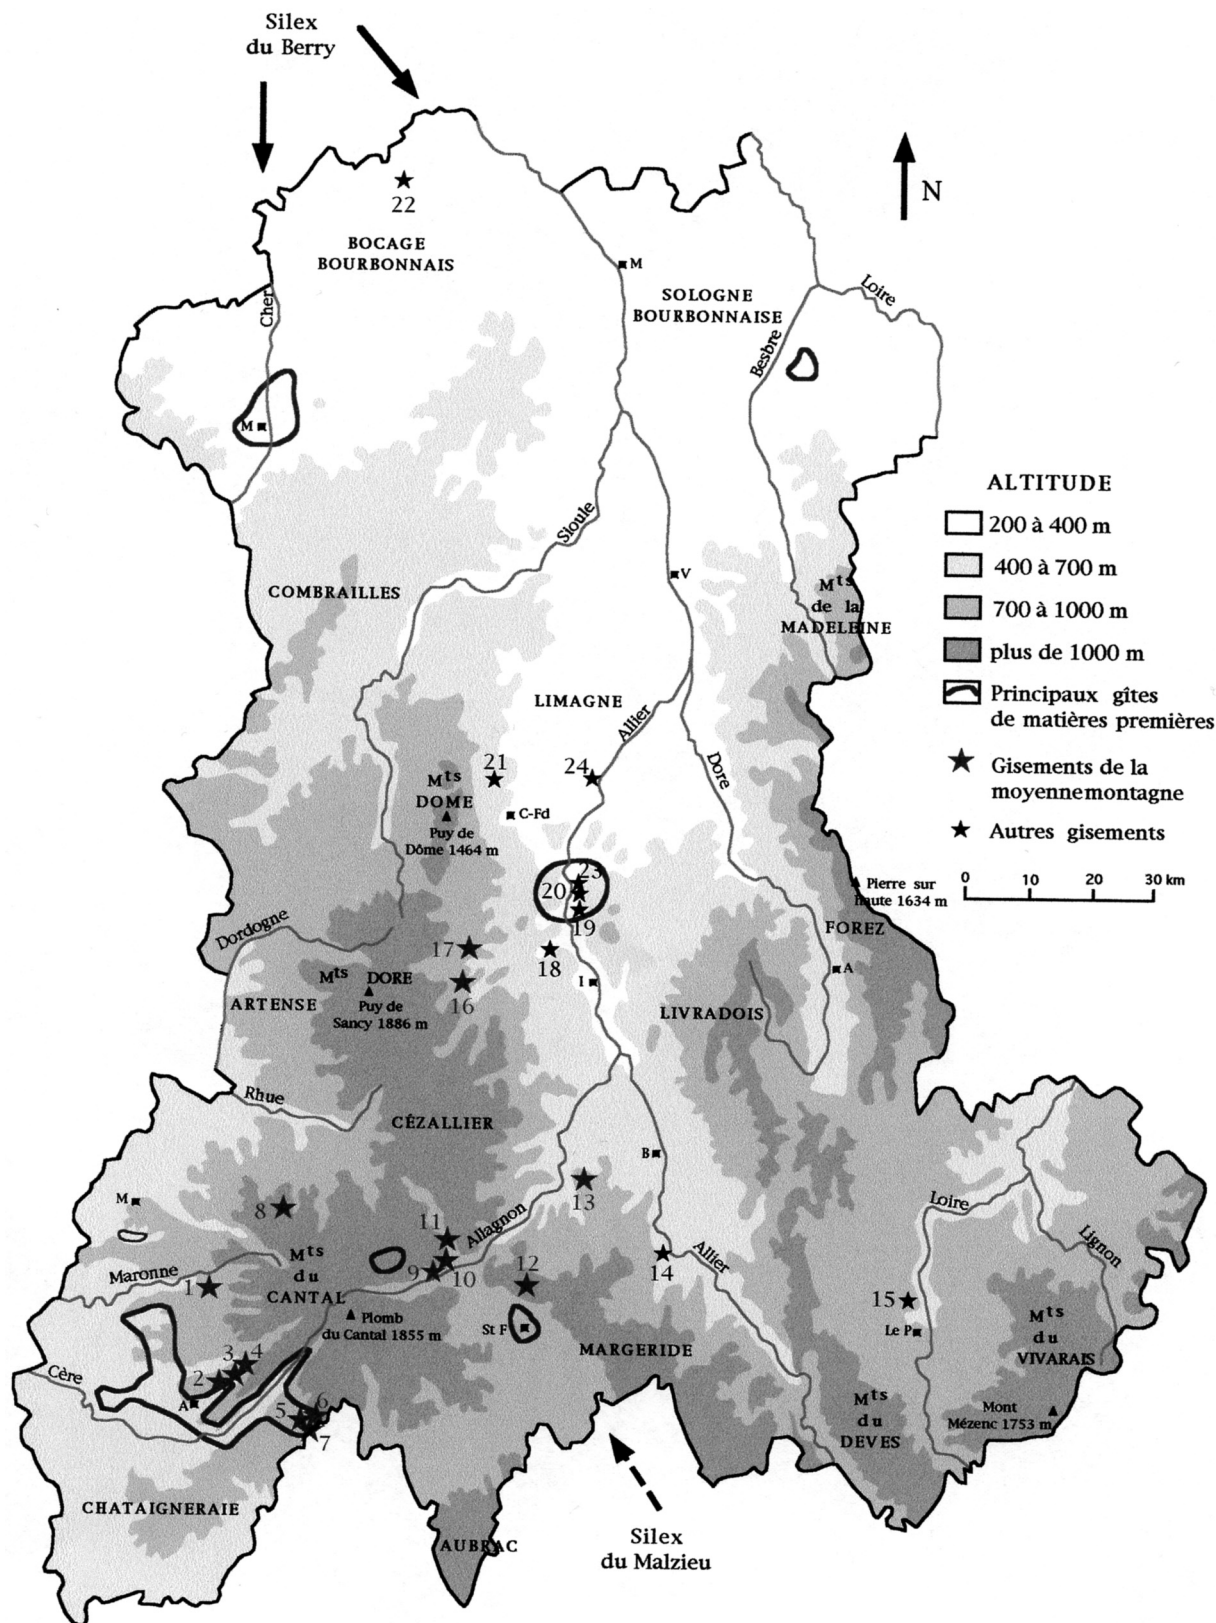 Silex
du Berry
N
22
BOCAGE
BOURBONNAIS
M
SOLOGNE
BOURBONNAISE
Loire
Cher
Besbre
M
ALTITUDE
200 à 400 m
400 à 700 m
700 à 1000 m
plus de 1000 m
Principaux gîtes
de matières premières
Gisements de la
moyenne montagne
Autres gisements
0 10 20 30 km
Sioule
V
COMBRAILLES
Mts
de la
MADELEINE
LIMAGNE
Allier
Dore
21
24
Mts
DOME
Puy de
Dôme 1464 m
C-Fd
23
20
19
Pierre sur
haute 1634 m
FOREZ
Dordogne
17
18
A
Mts DORE
ARTENSE
Puy de
Sancy 1886 m
16
I
LIVRADOIS
Rhue
CÉZALLIER
B
M
8
13
Loire
Lignon
11
Allagnon
Mts
du
CANTAL
Maronne
1
9
10
12
14
Allier
15
Le P
Plomb
du Cantal 1855 m
St F
MARGERIDE
Mts
du
VIVARAIS
3
4
2
Cère
A
5
6
7
Mts
du
DEVES
Mont
Mézenc 1753 m
CHATAIGNERAIE
AUBRAC
Silex
du Malzieu